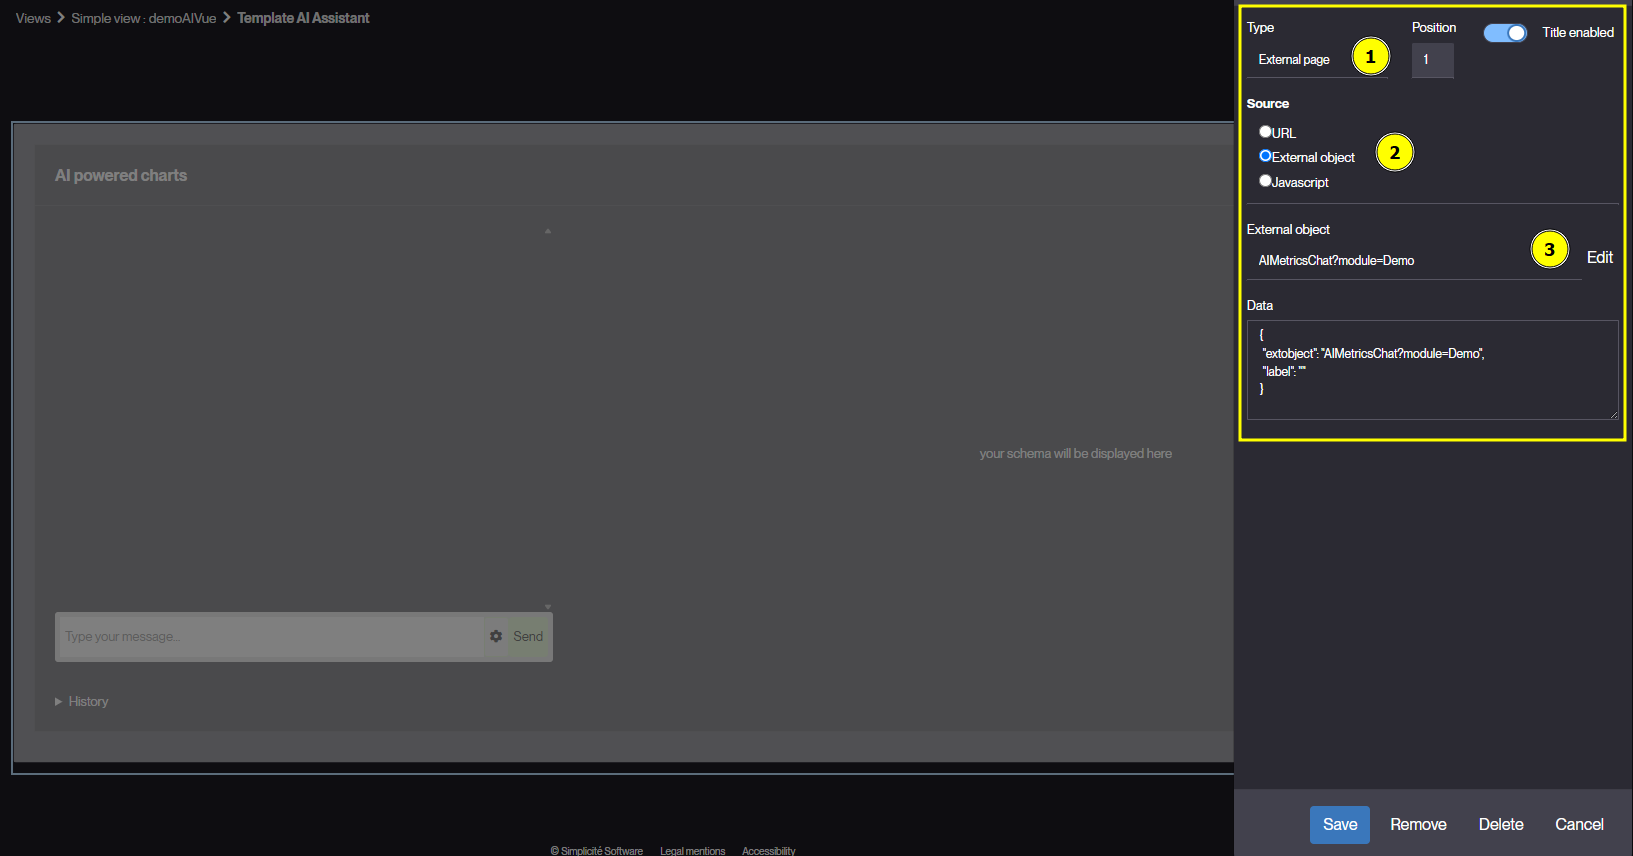 Views > Simple view : demoAIVue > Template AI Assistant
AI powered charts
your schema will be displayed here
Type your message... Send
History
© Simplicité Software Legal mentions Accessibility
Type Position Title enabled
External page 1 1
Source
URL
External object 2
Javascript
External object
AIMetricsChat?module=Demo 3 Edit
Data
{
"extobject": "AIMetricsChat?module=Demo",
"label": ""
}
Save Remove Delete Cancel